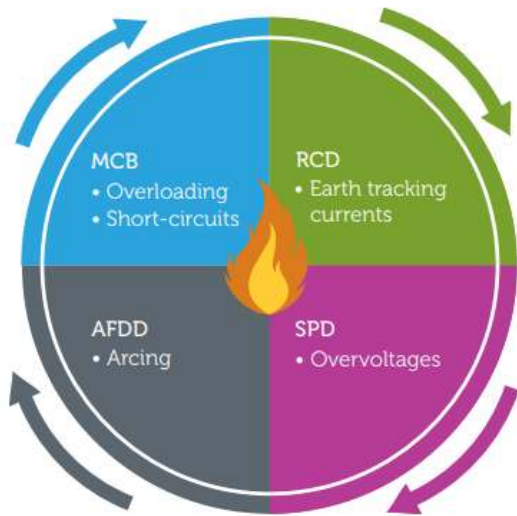 MCB
• Overloading
• Short-circuits
RCD
• Earth tracking
currents
AFDD
• Arcing
SPD
• Overvoltages